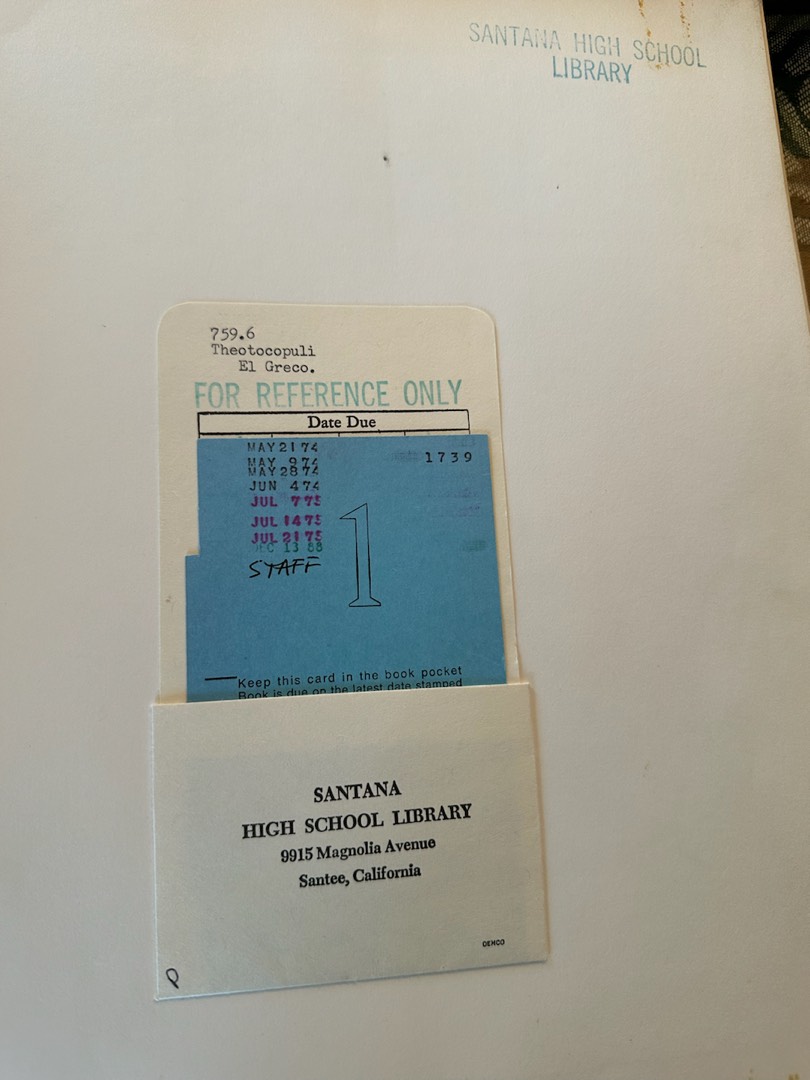 SANTANA HIGH SCHOOL
LIBRARY
759.6
Theotocopuli
El Greco.
FOR REFERENCE ONLY
Date Due
MAY 21 74
1739
MAY 9 74
MAY 28 74
JUN 4 74
JUL 7 75
JUL 14 75
JUL 21 75
DEC 13 88
STAFF
1
Keep this card in the book pocket
Book is due on the latest date stamped
SANTANA
HIGH SCHOOL LIBRARY
9915 Magnolia Avenue
Santee, California
DEMCO